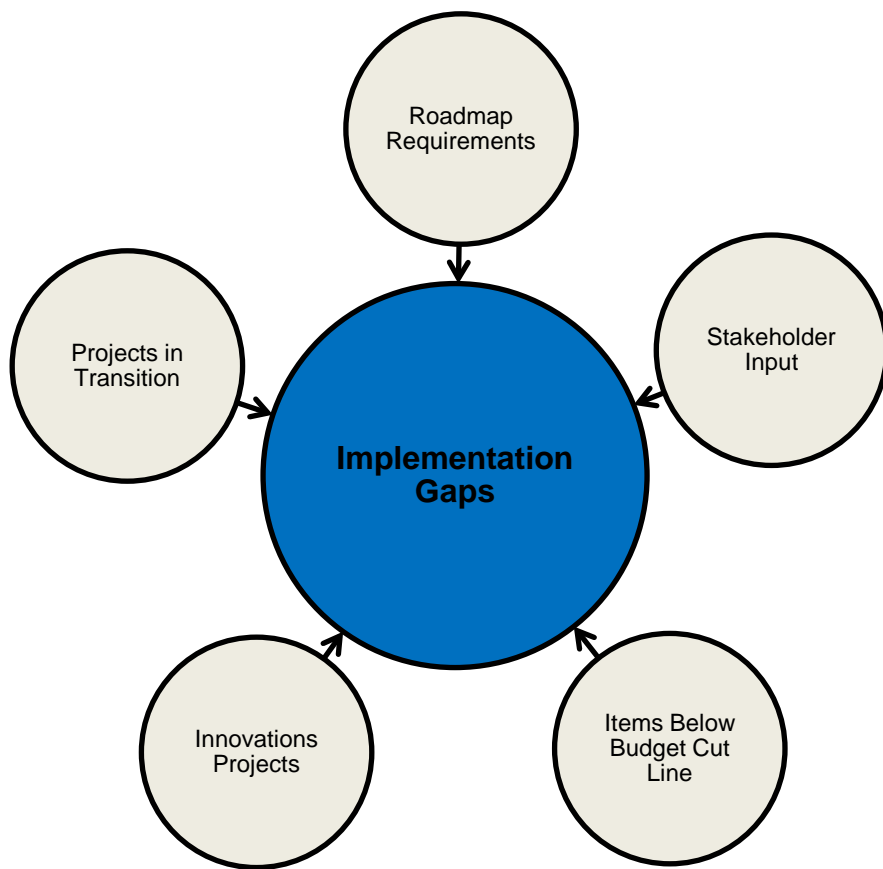 Roadmap
Requirements
Stakeholder
Input
Projects in
Transition
Implementation
Gaps
Items Below
Budget Cut
Line
Innovations
Projects